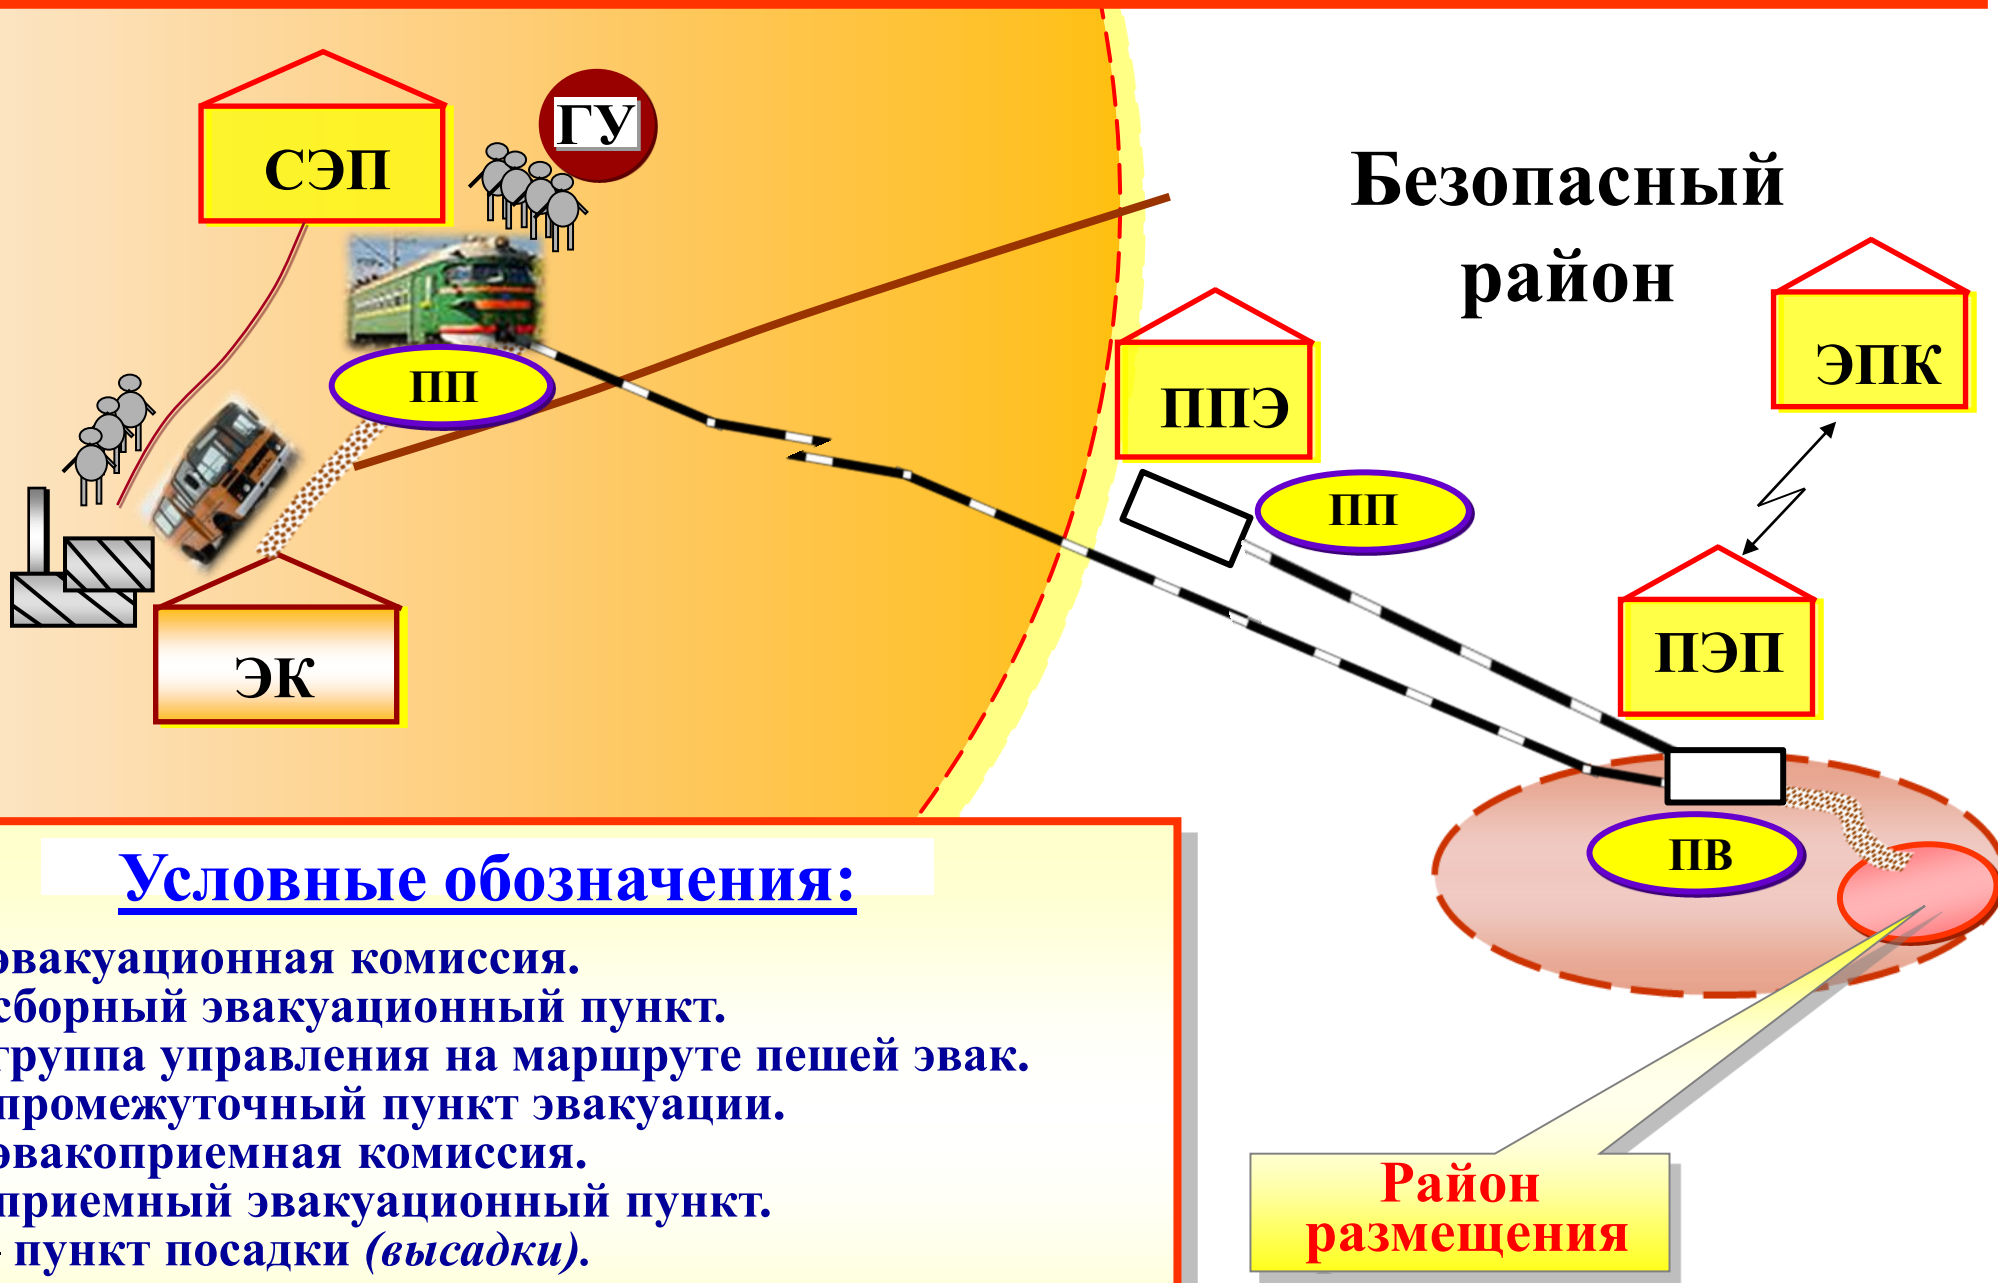 ГУ
СЭП
Безопасный
район
ЭПК
ПП
ППЭ
ПП
ПЭП
ЭК
ПВ
Условные обозначения:
эвакуационная комиссия.
сборный эвакуационный пункт.
группа управления на маршруте пешей эвак.
промежуточный пункт эвакуации.
эвакоприемная комиссия.
приемный эвакуационный пункт.
- пункт посадки (высадки).
Район
размещения